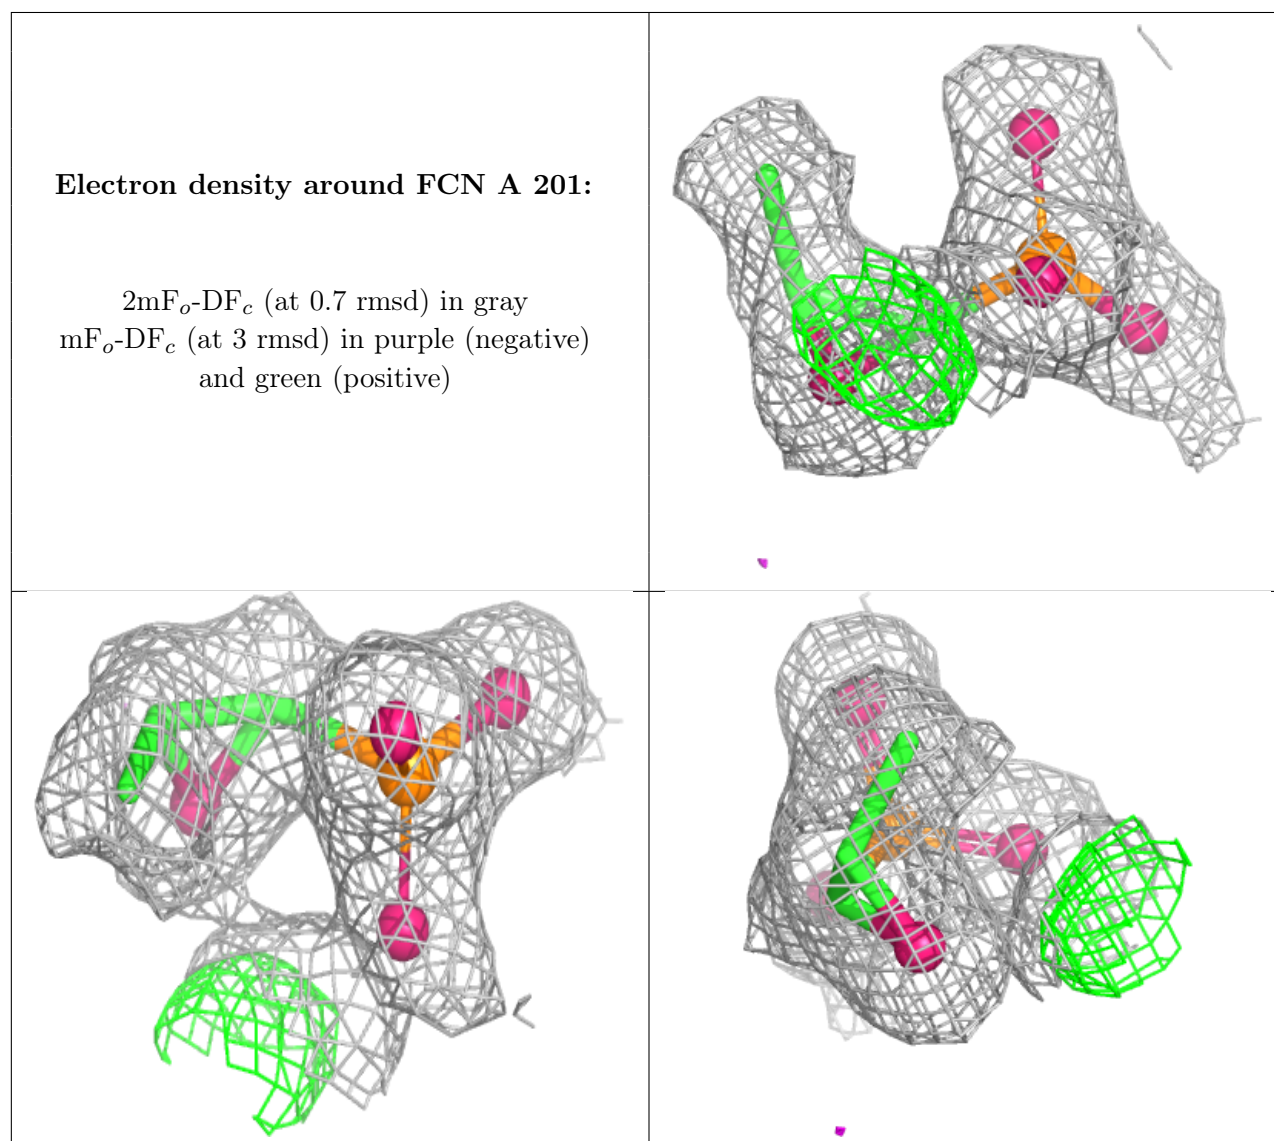 Electron density around FCN A 201:
2mFo-DFc (at 0.7 rmsd) in gray
mFo-DFc (at 3 rmsd) in purple (negative)
and green (positive)